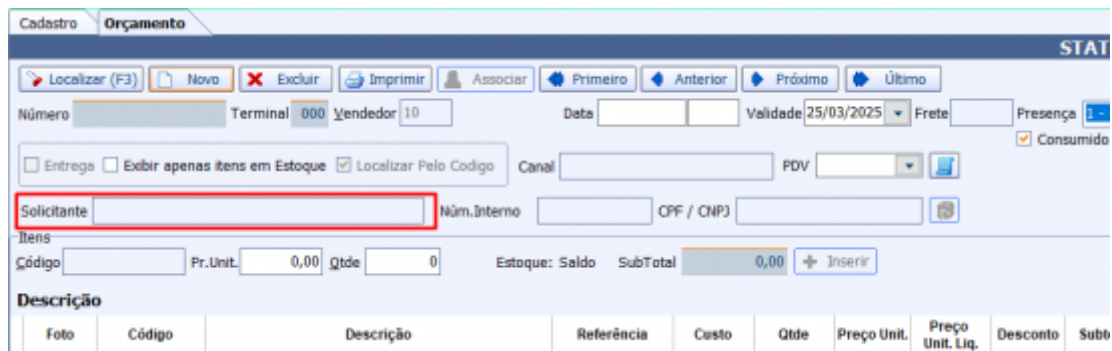 Cadastro Orçamento
STAT
Localizar (F3) Novo Excluir Imprimir Associar Primeiro Anterior Próximo Último
Número Terminal 000 Vendedor 10 Data Validade 25/03/2025 Frete Presença 1 -
Consumido
Entrega Exibir apenas itens em Estoque Localizar Pelo Codigo Canal PDV
Solicitante Núm.Interno CPF / CNPJ
Itens
Código Pr.Unit. 0,00 Qtde 0 Estoque: Saldo SubTotal 0,00 Inserir
Descrição
Foto Código Descrição Referência Custo Qtde Preço Unit. Preço Unit. Liq. Desconto Subto